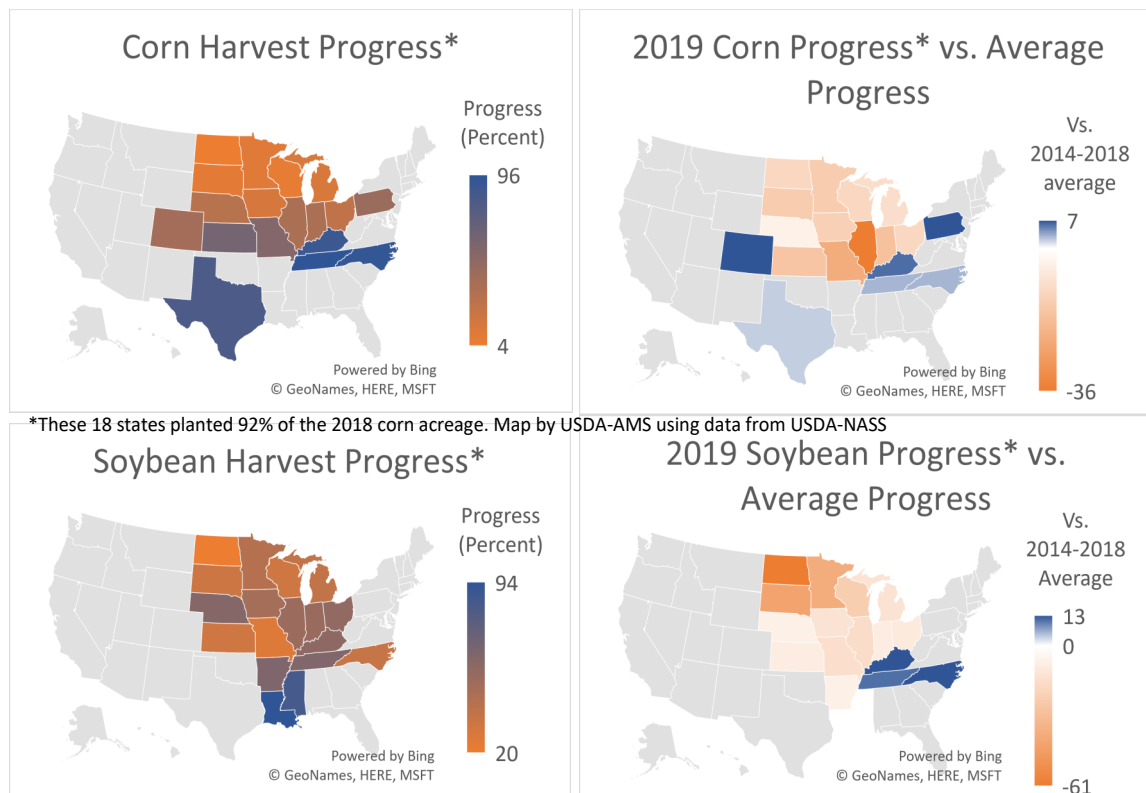 Corn Harvest Progress*
Progress
(Percent)
96
4
Powered by Bing
© GeoNames, HERE, MSFT
2019 Corn Progress* vs. Average
Progress
Vs.
2014-2018
average
7
-36
Powered by Bing
© GeoNames, HERE, MSFT
*These 18 states planted 92% of the 2018 corn acreage. Map by USDA-AMS using data from USDA-NASS
Soybean Harvest Progress*
Progress
(Percent)
94
20
Powered by Bing
© GeoNames, HERE, MSFT
2019 Soybean Progress* vs.
Average Progress
Vs.
2014-2018
Average
13
0
-61
Powered by Bing
© GeoNames, HERE, MSFT